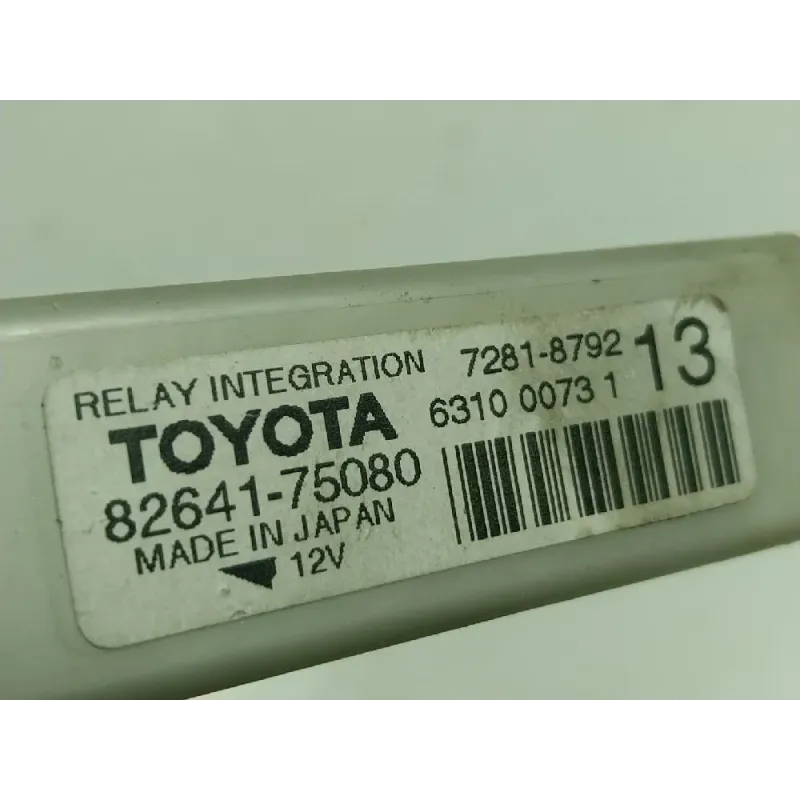 RELAY INTEGRATION
TOYOTA
82641-75080
MADE IN JAPAN
12V
7281-8792
6310 0073 1
13